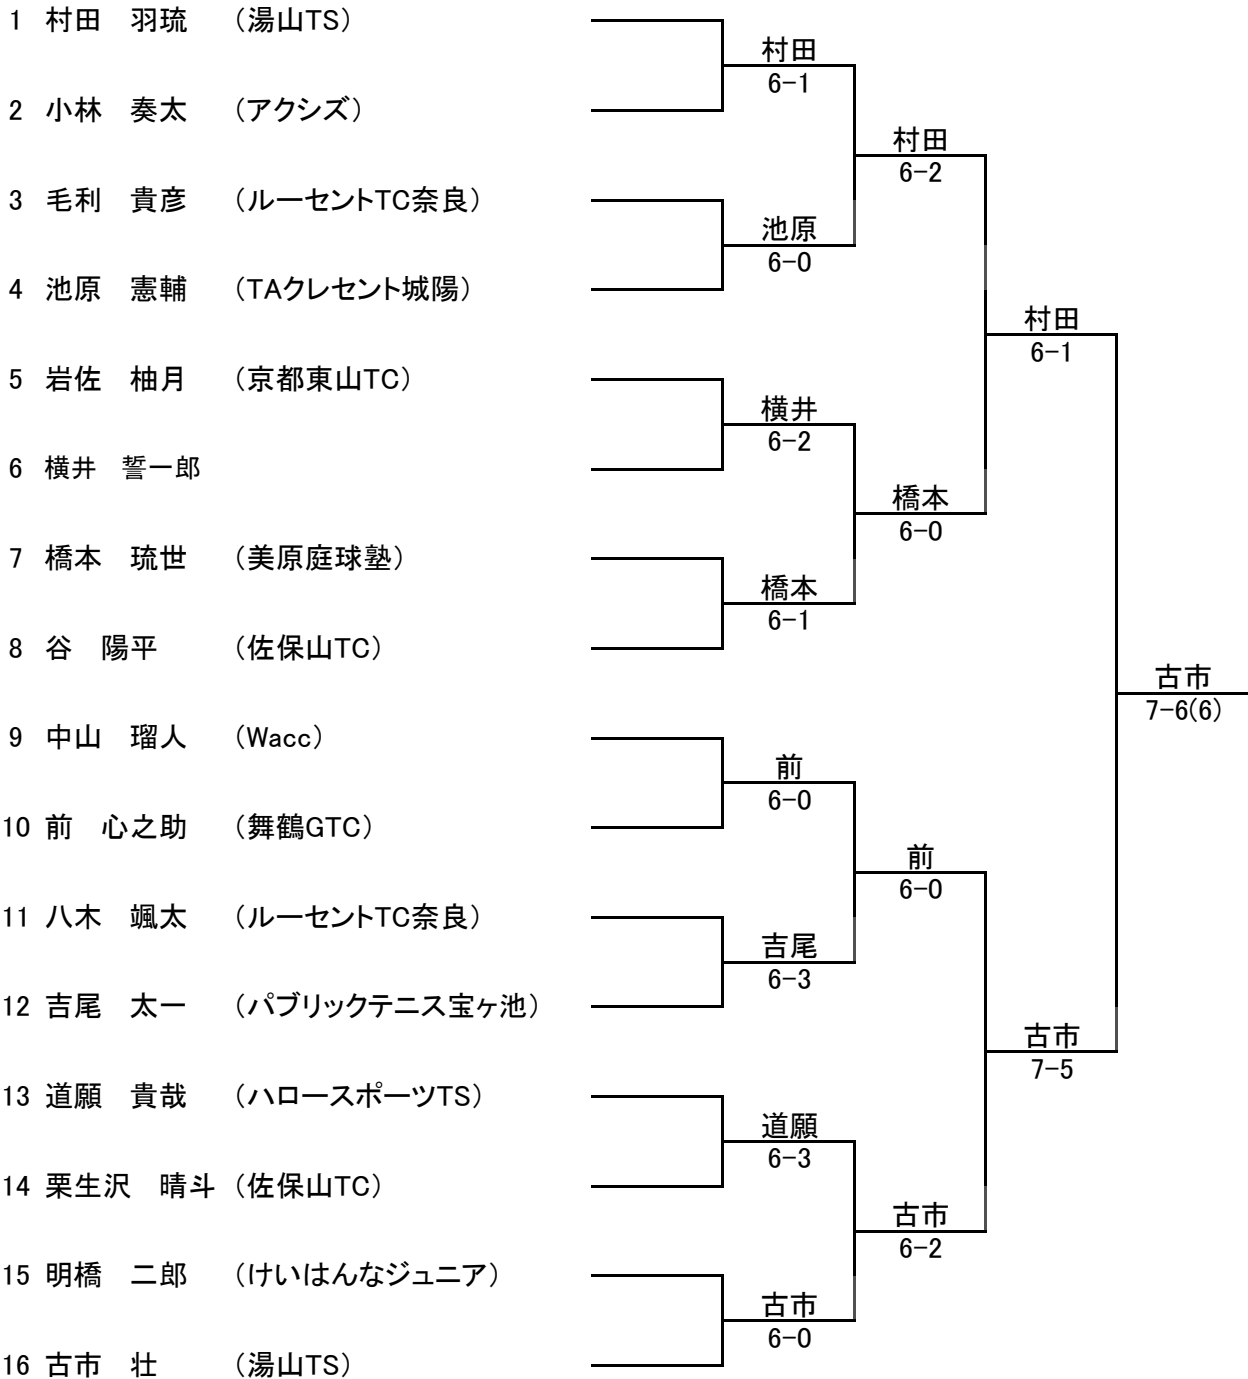 1 村田　羽琉　（湯山TS）
2 小林　奏太　（アクシズ）
3 毛利　貴彦　（ルーセントTC奈良）
4 池原　憲輔　（TAクレセント城陽）
5 岩佐　柚月　（京都東山TC）
6 横井　誓一郎
7 橋本　琉世　（美原庭球塾）
8 谷　陽平　（佐保山TC）
9 中山　瑠人　（Wacc）
10 前　心之助　（舞鶴GTC）
11 八木　颯太　（ルーセントTC奈良）
12 吉尾　太一　（パブリックテニス宝ヶ池）
13 道願　貴哉　（ハロースポーツTS）
14 栗生沢　晴斗　（佐保山TC）
15 明橋　二郎　（けいはんなジュニア）
16 古市　壮　（湯山TS）
村田
6-1
池原
6-0
横井
6-2
橋本
6-1
前
6-0
吉尾
6-3
道願
6-3
古市
6-0
村田
6-2
橋本
6-0
前
6-0
古市
6-2
村田
6-1
古市
7-5
古市
7-6(6)